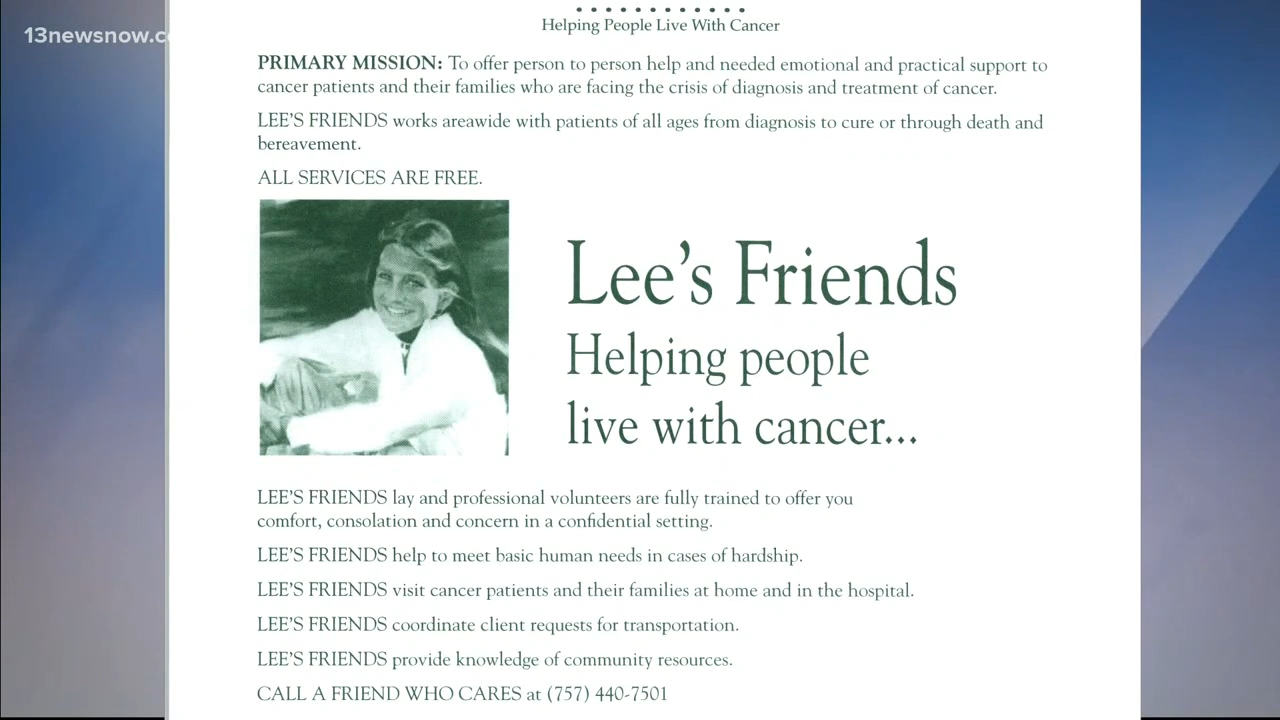 13newsnow.c
Helping People Live With Cancer
PRIMARY MISSION: To offer person to person help and needed emotional and practical support to
cancer patients and their families who are facing the crisis of diagnosis and treatment of cancer.
LEE'S FRIENDS works areawide with patients of all ages from diagnosis to cure or through death and
bereavement.
ALL SERVICES ARE FREE.
Lee's Friends
Helping people
live with cancer...
LEE'S FRIENDS lay and professional volunteers are fully trained to offer you
comfort, consolation and concern in a confidential setting.
LEE'S FRIENDS help to meet basic human needs in cases of hardship.
LEE'S FRIENDS visit cancer patients and their families at home and in the hospital.
LEE'S FRIENDS coordinate client requests for transportation.
LEE'S FRIENDS provide knowledge of community resources.
CALL A FRIEND WHO CARES at (757) 440-7501